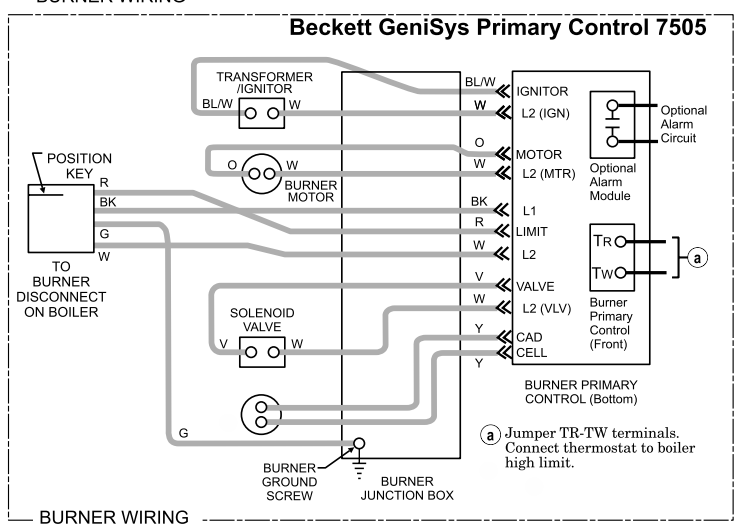 BURNER WIRING
Beckett GeniSys Primary Control 7505
TRANSFORMER
/IGNITOR
BL/W
W
BL/W
IGNITOR
W
L2 (IGN)
Optional
Alarm
Circuit
Optional
Alarm
Module
O
W
BURNER
MOTOR
O
MOTOR
W
L2 (MTR)
POSITION
KEY
R
BK
G
W
TO
BURNER
DISCONNECT
ON BOILER
BK
L1
R
LIMIT
W
L2
TR
TW
a
Burner
Primary
Control
(Front)
V
VALVE
W
L2 (VLV)
SOLENOID
VALVE
V
W
Y
CAD
CELL
Y
BURNER PRIMARY
CONTROL (Bottom)
G
BURNER
GROUND
SCREW
BURNER
JUNCTION BOX
a Jumper TR-TW terminals.
Connect thermostat to boiler
high limit.
BURNER WIRING